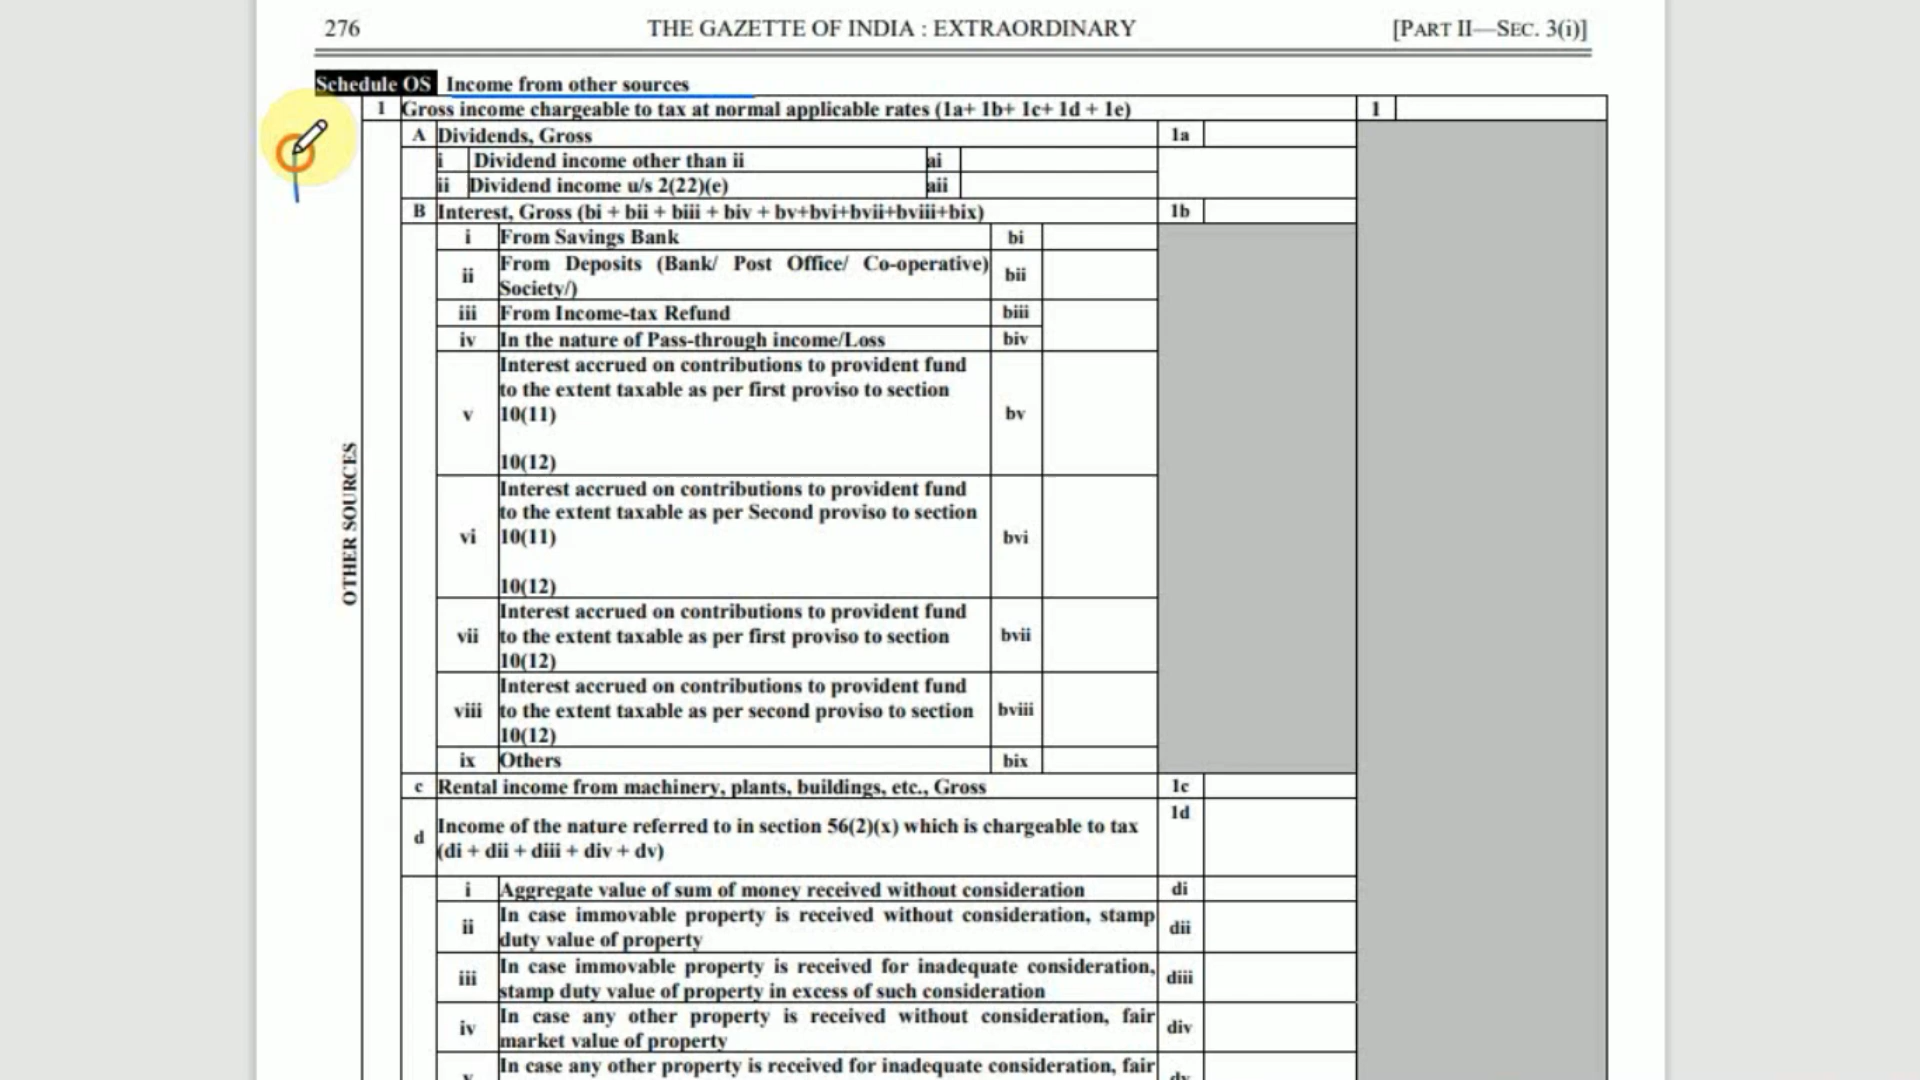 276 THE GAZETTE OF INDIA : EXTRAORDINARY [PART II—SEC. 3(i)]
Schedule OS Income from other sources
1 Gross income chargeable to tax at normal applicable rates (1a+ 1b+ 1c+ 1d + 1e) 1
A Dividends, Gross 1a
i Dividend income other than ii ai
ii Dividend income u/s 2(22)(e) aii
B Interest, Gross (bi + bii + biii + biv + bv+bvi+bvii+bviii+bix) 1b
i From Savings Bank bi
ii From Deposits (Bank/ Post Office/ Co-operative) bii
Society/)
iii From Income-tax Refund biii
iv In the nature of Pass-through income/Loss biv
Interest accrued on contributions to provident fund
to the extent taxable as per first proviso to section
v 10(11) bv
10(12)
Interest accrued on contributions to provident fund
to the extent taxable as per Second proviso to section
vi 10(11) bvi
10(12)
Interest accrued on contributions to provident fund
vii to the extent taxable as per first proviso to section bvii
10(12)
Interest accrued on contributions to provident fund
viii to the extent taxable as per second proviso to section bviii
10(12)
ix Others bix
c Rental income from machinery, plants, buildings, etc., Gross 1c
d Income of the nature referred to in section 56(2)(x) which is chargeable to tax 1d
(di + dii + diii + div + dv)
i Aggregate value of sum of money received without consideration di
ii In case immovable property is received without consideration, stamp dii
duty value of property
iii In case immovable property is received for inadequate consideration, diii
stamp duty value of property in excess of such consideration
iv In case any other property is received without consideration, fair div
market value of property
v In case any other property is received for inadequate consideration, fair dv
OTHER SOURCES